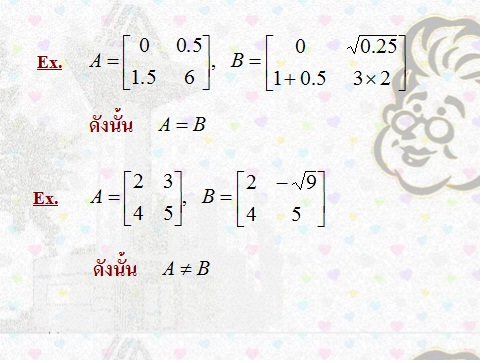 Ex. A = [0 0.5; 1.5 6], B = [0 √0.25; 1+0.5 3×2]
ดังนั้น A = B
Ex. A = [2 3; 4 5], B = [2 −√9; 4 5]
ดังนั้น A ≠ B